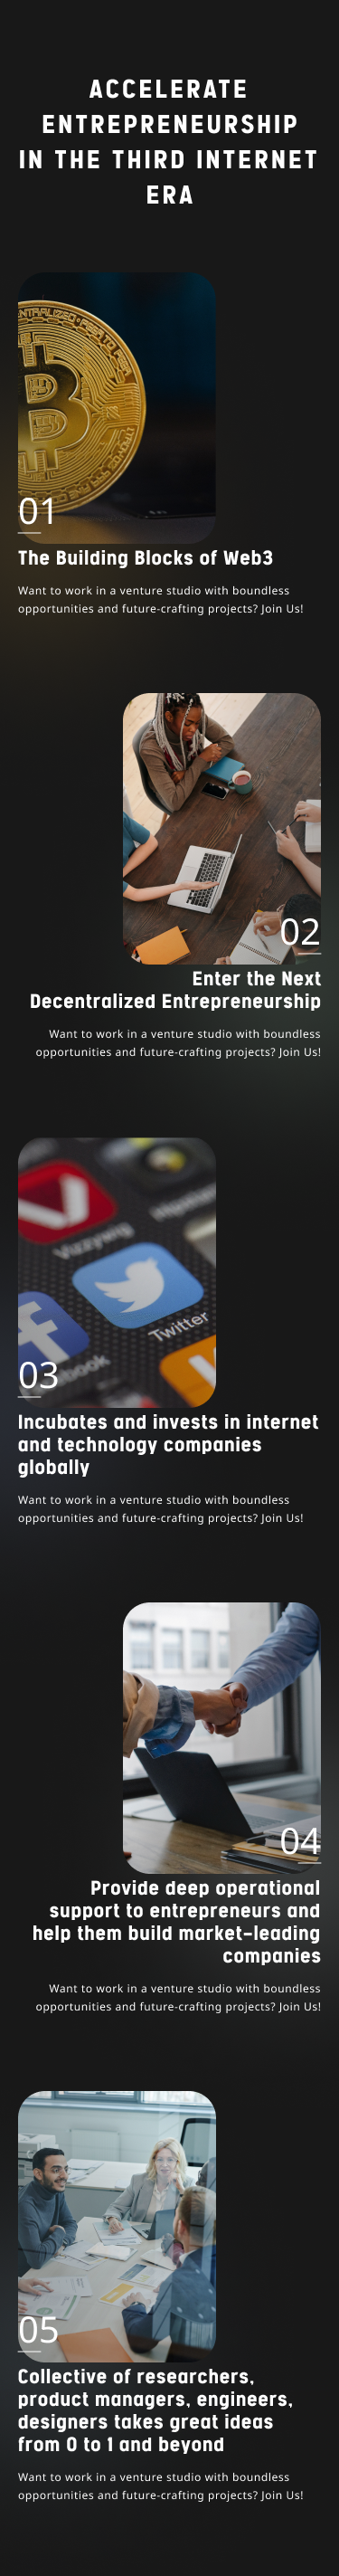 ACCELERATE
ENTREPRENEURSHIP
IN THE THIRD INTERNET
ERA
01
The Building Blocks of Web3
Want to work in a venture studio with boundless
opportunities and future-crafting projects? Join Us!
02
Enter the Next
Decentralized Entrepreneurship
Want to work in a venture studio with boundless
opportunities and future-crafting projects? Join Us!
Twitter
03
Incubates and invests in internet
and technology companies
globally
Want to work in a venture studio with boundless
opportunities and future-crafting projects? Join Us!
04
Provide deep operational
support to entrepreneurs and
help them build market-leading
companies
Want to work in a venture studio with boundless
opportunities and future-crafting projects? Join Us!
05
Collective of researchers,
product managers, engineers,
designers takes great ideas
from 0 to 1 and beyond
Want to work in a venture studio with boundless
opportunities and future-crafting projects? Join Us!